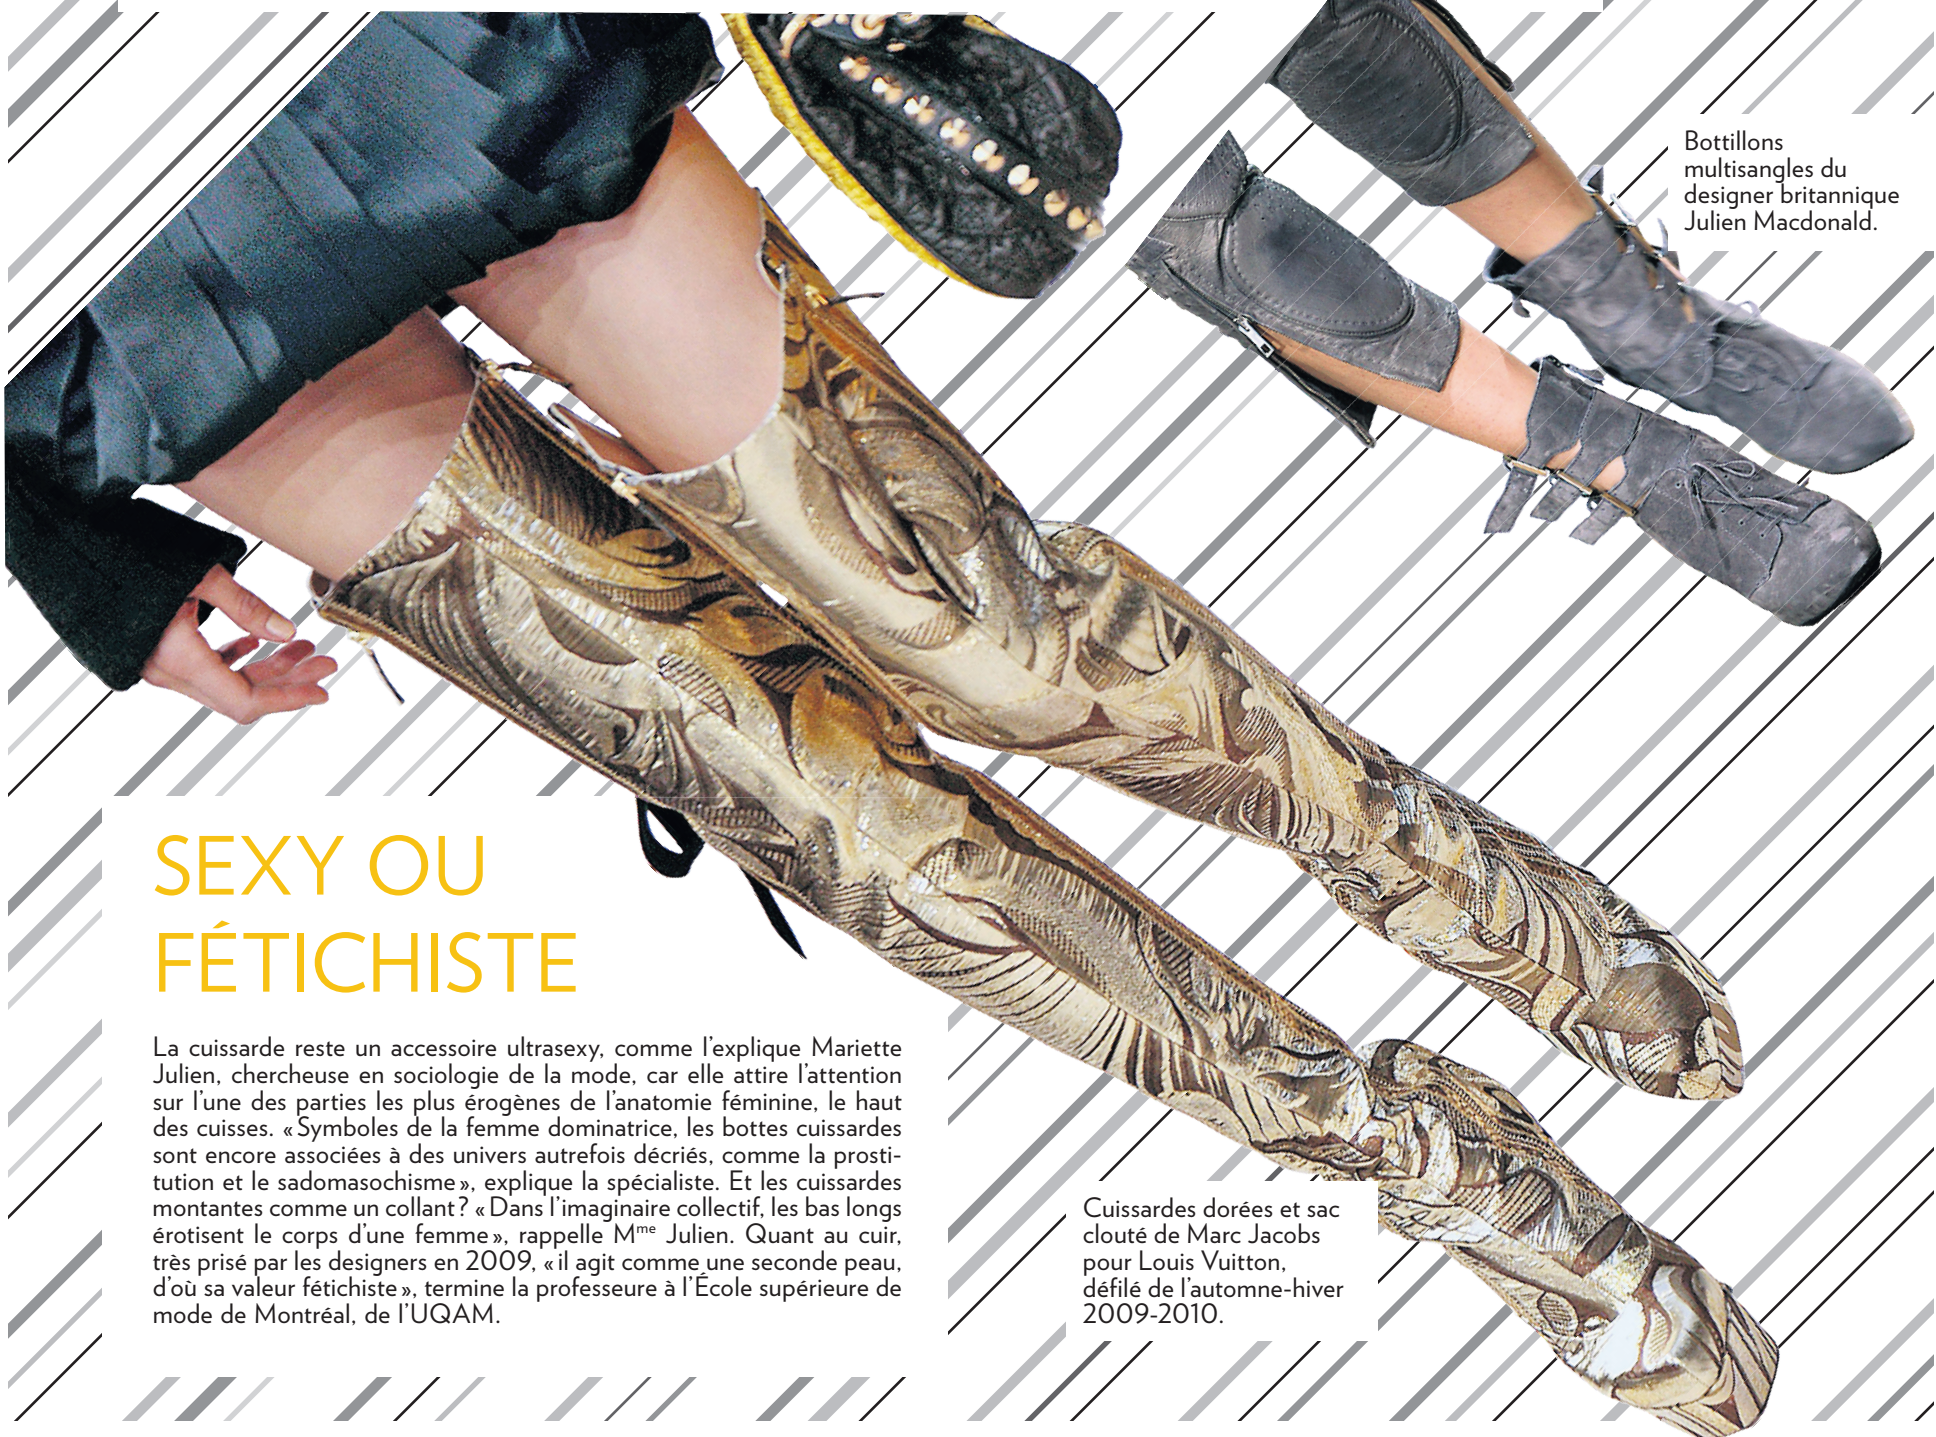 Bottillons
multisangles du
designer britannique
Julien Macdonald.
SEXY OU
FÉTICHISTE
La cuissarde reste un accessoire ultrasexy, comme l'explique Mariette
Julien, chercheuse en sociologie de la mode, car elle attire l'attention
sur l'une des parties les plus érogènes de l'anatomie féminine, le haut
des cuisses. « Symboles de la femme dominatrice, les bottes cuissardes
sont encore associées à des univers autrefois décriés, comme la prosti-
tution et le sadomasochisme », explique la spécialiste. Et les cuissardes
montantes comme un collant ? « Dans l'imaginaire collectif, les bas longs
érotisent le corps d'une femme », rappelle Mme Julien. Quant au cuir,
très prisé par les designers en 2009, « il agit comme une seconde peau,
d'où sa valeur fétichiste », termine la professeure à l'École supérieure de
mode de Montréal, de l'UQAM.
Cuissardes dorées et sac
clouté de Marc Jacobs
pour Louis Vuitton,
défilé de l'automne-hiver
2009-2010.